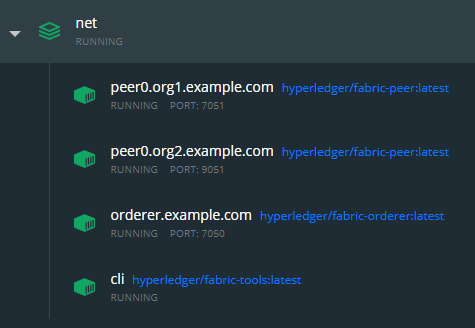 net
RUNNING
peer0.org1.example.com hyperledger/fabric-peer:latest
RUNNING PORT: 7051
peer0.org2.example.com hyperledger/fabric-peer:latest
RUNNING PORT: 9051
orderer.example.com hyperledger/fabric-orderer:latest
RUNNING PORT: 7050
cli hyperledger/fabric-tools:latest
RUNNING